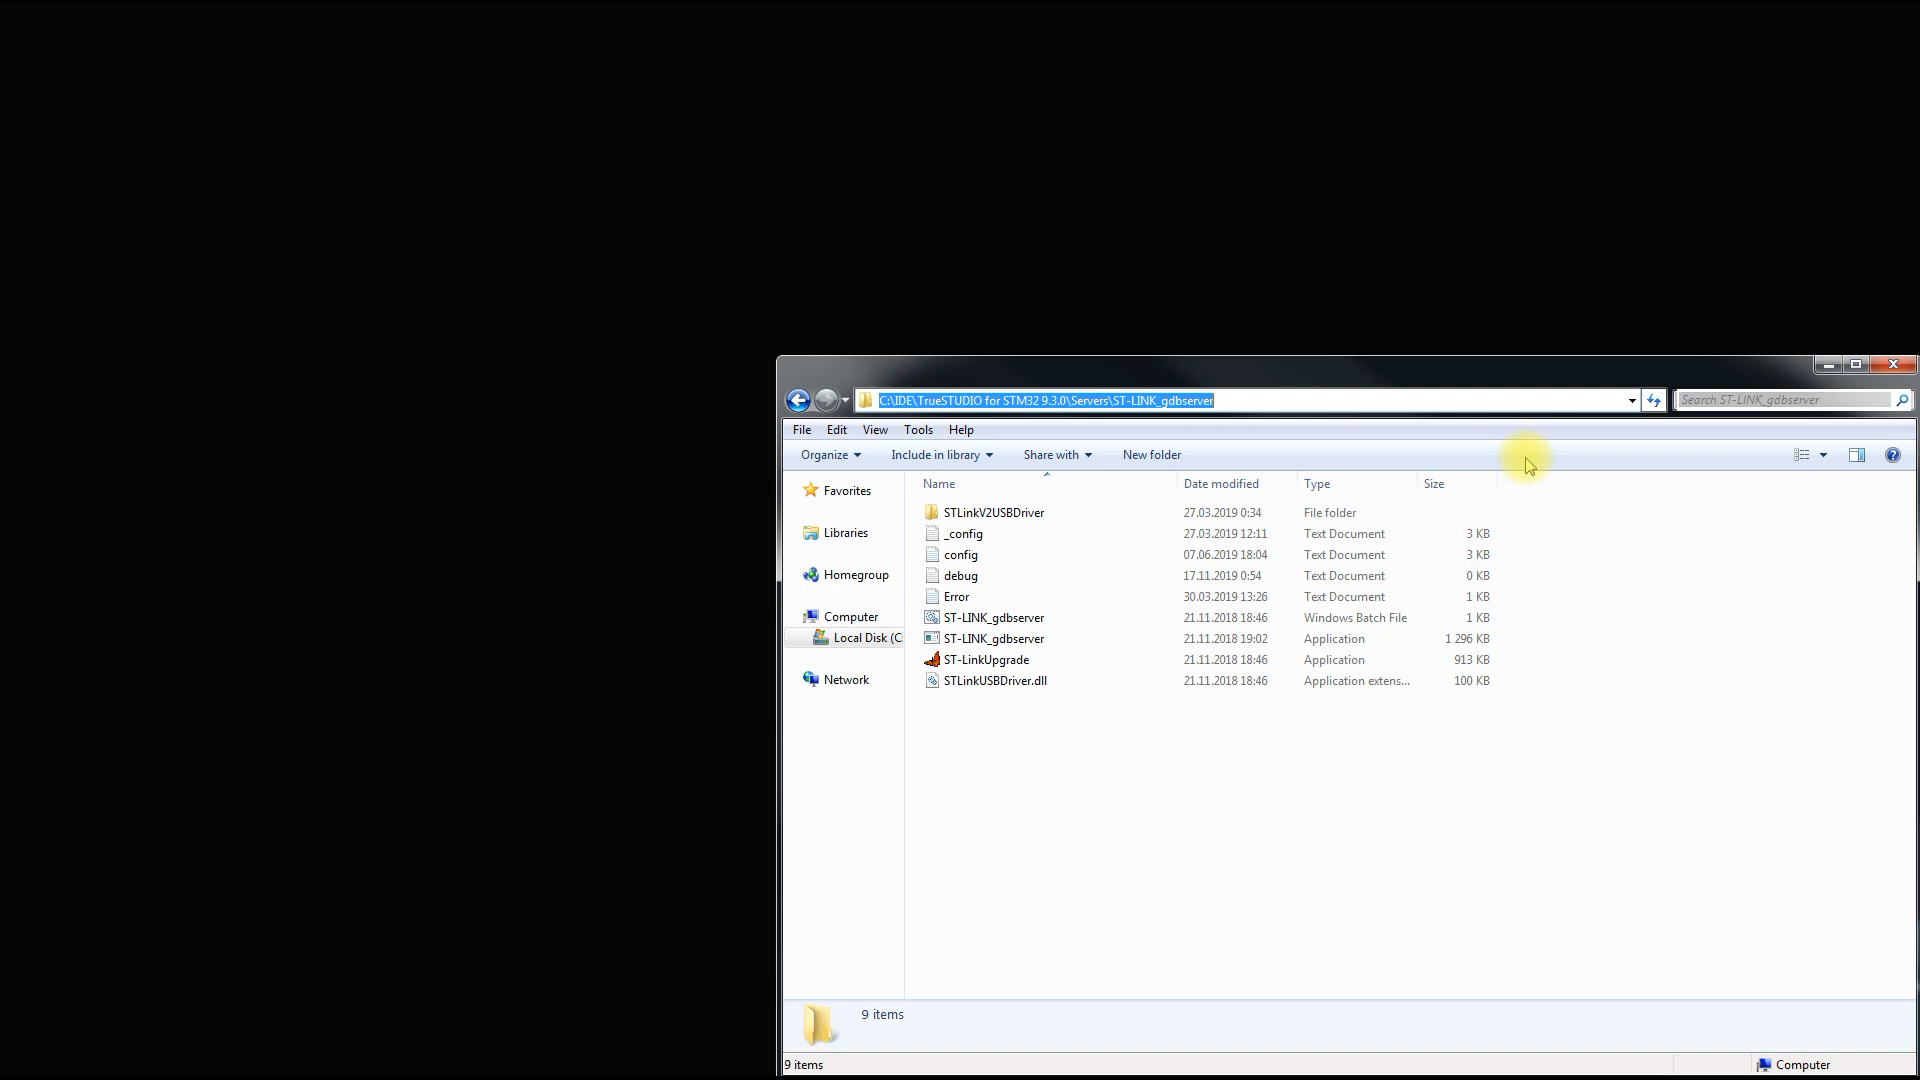 C:\IDE\TrueSTUDIO for STM32 9.3.0\Servers\ST-LINK_gdbserver
Search ST-LINK_gdbserver
File Edit View Tools Help
Organize Include in library Share with New folder
Name Date modified Type Size
Favorites
Libraries
Homegroup
Computer
Local Disk (C:
Network
STLinkV2USBDriver 27.03.2019 0:34 File folder
_config 27.03.2019 12:11 Text Document 3 KB
config 07.06.2019 18:04 Text Document 3 KB
debug 17.11.2019 0:54 Text Document 0 KB
Error 30.03.2019 13:26 Text Document 1 KB
ST-LINK_gdbserver 21.11.2018 18:46 Windows Batch File 1 KB
ST-LINK_gdbserver 21.11.2018 19:02 Application 1 296 KB
ST-LinkUpgrade 21.11.2018 18:46 Application 913 KB
STLinkUSBDriver.dll 21.11.2018 18:46 Application extens... 100 KB
9 items
9 items
Computer